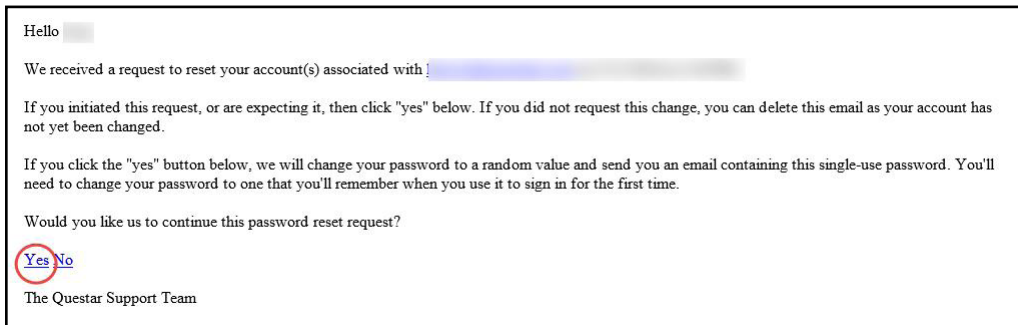 Hello
We received a request to reset your account(s) associated with
If you initiated this request, or are expecting it, then click "yes" below. If you did not request this change, you can delete this email as your account has
not yet been changed.
If you click the "yes" button below, we will change your password to a random value and send you an email containing this single-use password. You'll
need to change your password to one that you'll remember when you use it to sign in for the first time.
Would you like us to continue this password reset request?
Yes No
The Questar Support Team